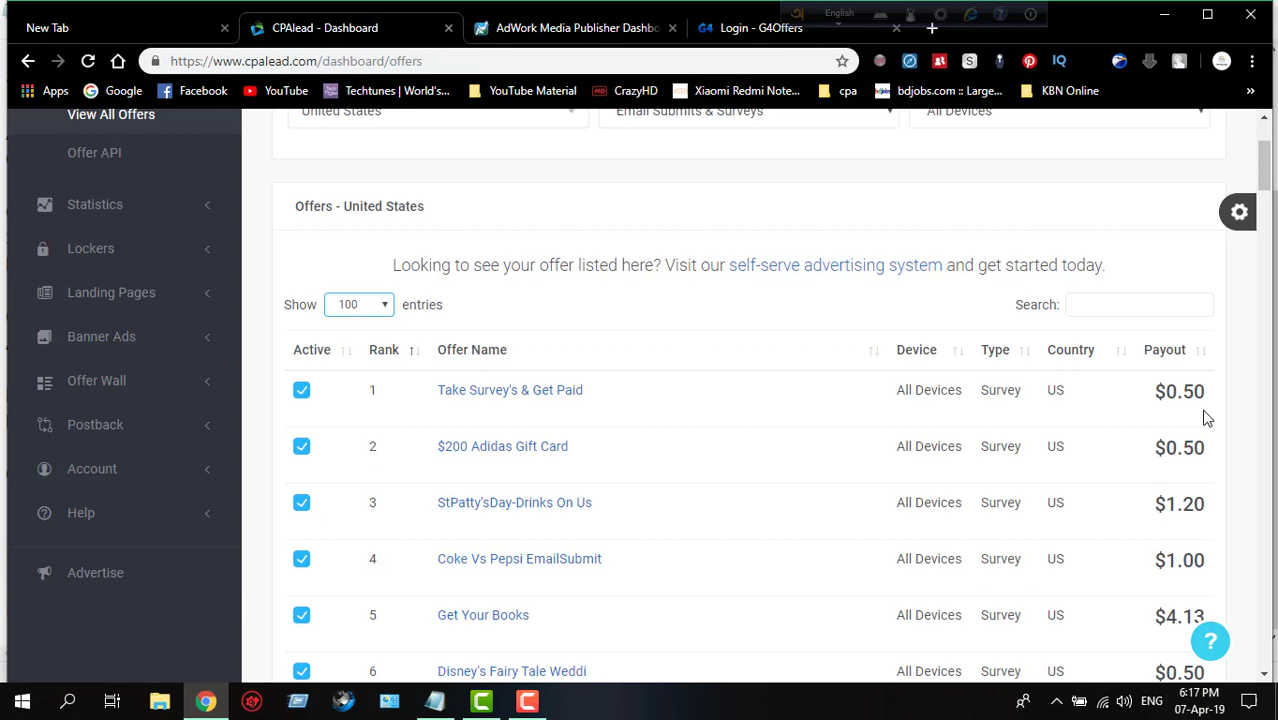 English
New Tab
CPAlead - Dashboard
AdWork Media Publisher Dashbo
G4 Login - G4Offers
https://www.cpalead.com/dashboard/offers
Apps
Google
Facebook
YouTube
Techtunes | World's...
YouTube Material
HD CrazyHD
Xiaomi Redmi Note...
cpa
bdjobs.com :: Large...
KBN Online
View All Offers
Offer API
Statistics
Lockers
Landing Pages
Banner Ads
Offer Wall
Postback
Account
Help
Advertise
United States
Email Submits & Surveys
All Devices
Offers - United States
Looking to see your offer listed here? Visit our self-serve advertising system and get started today.
Show 100 entries
Search:
Active Rank Offer Name Device Type Country Payout
1 Take Survey's & Get Paid All Devices Survey US $0.50
2 $200 Adidas Gift Card All Devices Survey US $0.50
3 StPatty'sDay-Drinks On Us All Devices Survey US $1.20
4 Coke Vs Pepsi EmailSubmit All Devices Survey US $1.00
5 Get Your Books All Devices Survey US $4.13
6 Disney's Fairy Tale Weddi All Devices Survey US $0.50
?
ENG
6:17 PM
07-Apr-19